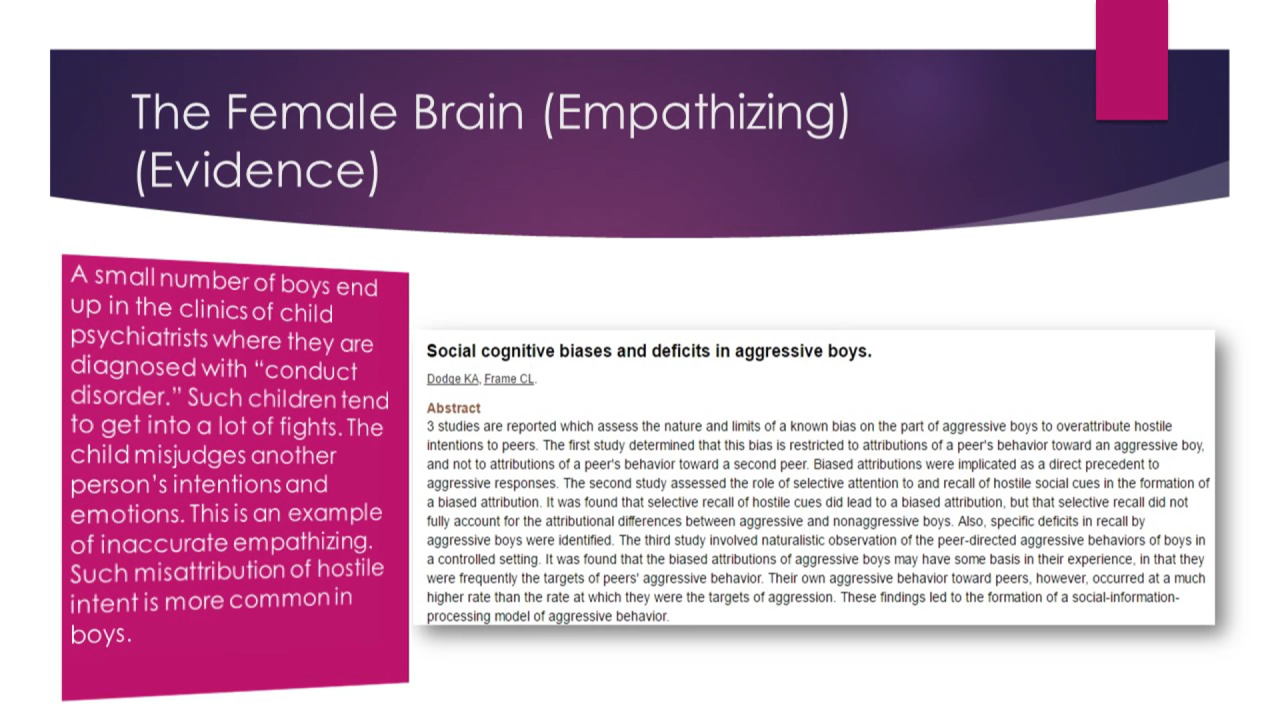 The Female Brain (Empathizing)
(Evidence)
A small number of boys end
up in the clinics of child
psychiatrists where they are
diagnosed with “conduct
disorder.” Such children tend
to get into a lot of fights. The
child misjudges another
person’s intentions and
emotions. This is an example
of inaccurate empathizing.
Such misattribution of hostile
intent is more common in
boys.
Social cognitive biases and deficits in aggressive boys.
Dodge KA, Frame CL.
Abstract
3 studies are reported which assess the nature and limits of a known bias on the part of aggressive boys to overattribute hostile
intentions to peers. The first study determined that this bias is restricted to attributions of a peer's behavior toward an aggressive boy,
and not to attributions of a peer's behavior toward a second peer. Biased attributions were implicated as a direct precedent to
aggressive responses. The second study assessed the role of selective attention to and recall of hostile social cues in the formation of
a biased attribution. It was found that selective recall of hostile cues did lead to a biased attribution, but that selective recall did not
fully account for the attributional differences between aggressive and nonaggressive boys. Also, specific deficits in recall by
aggressive boys were identified. The third study involved naturalistic observation of the peer-directed aggressive behaviors of boys in
a controlled setting. It was found that the biased attributions of aggressive boys may have some basis in their experience, in that they
were frequently the targets of peers' aggressive behavior. Their own aggressive behavior toward peers, however, occurred at a much
higher rate than the rate at which they were the targets of aggression. These findings led to the formation of a social-information-
processing model of aggressive behavior.